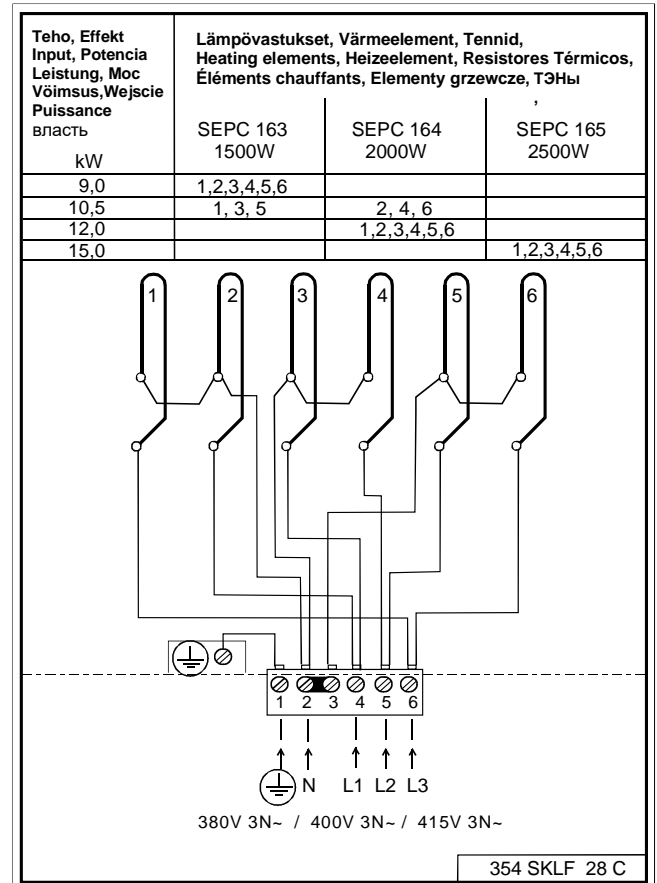 Teho, Effekt
Input, Potencia
Leistung, Moc
Vöimsus,Wejscie
Puissance
власть
kW
Lämpövastukset, Värmeelement, Tennid,
Heating elements, Heizeelement, Resistores Térmicos,
Éléments chauffants, Elementy grzewcze, ТЭНы
,
SEPC 163 SEPC 164 SEPC 165
1500W 2000W 2500W
9,0 1,2,3,4,5,6
10,5 1, 3, 5 2, 4, 6
12,0 1,2,3,4,5,6
15,0 1,2,3,4,5,6
1 2 3 4 5 6
1 2 3 4 5 6
N L1 L2 L3
380V 3N~ / 400V 3N~ / 415V 3N~
354 SKLF 28 C